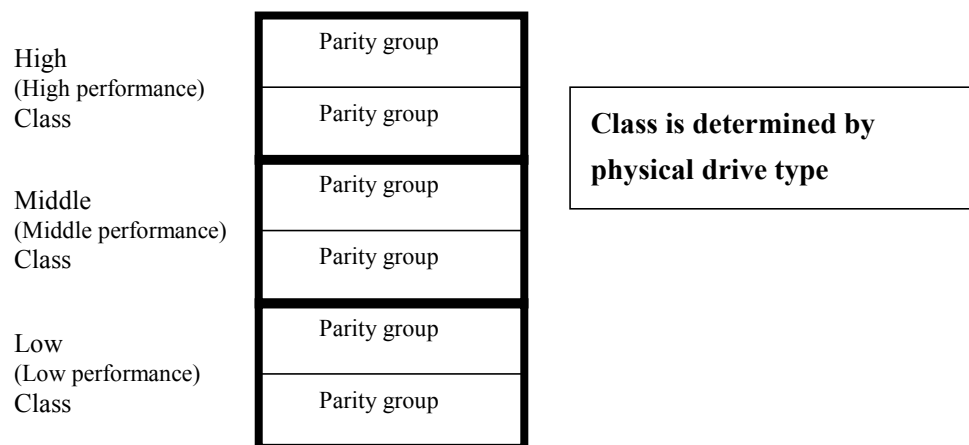 High
(High performance)
Class
Parity group
Parity group
Middle
(Middle performance)
Class
Parity group
Parity group
Low
(Low performance)
Class
Parity group
Parity group
Class is determined by
physical drive type